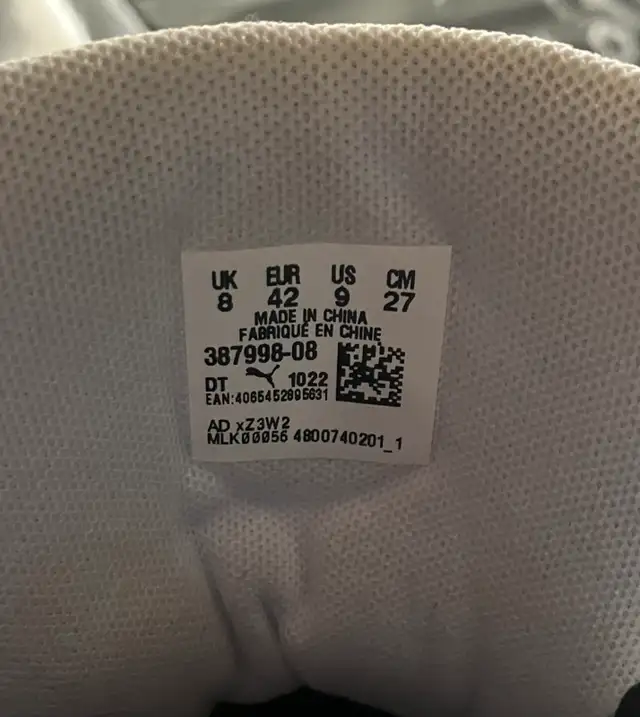 UK EUR US CM
8 42 9 27
MADE IN CHINA
FABRIQUÉ EN CHINE
387998-08
DT 1022
EAN:4065452895631
AD xZ3W2
MLK00056 4800740201_1